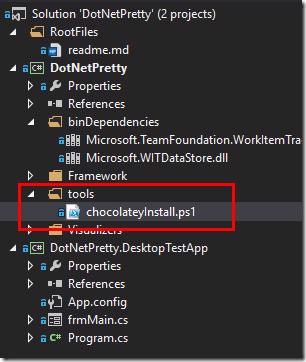 Solution 'DotNetPretty' (2 projects)
RootFiles
readme.md
C# DotNetPretty
Properties
References
binDependencies
Microsoft.TeamFoundation.WorkItemTra
Microsoft.WITDataStore.dll
Framework
tools
chocolateyInstall.ps1
Visualizers
C# DotNetPretty.DesktopTestApp
Properties
References
App.config
frmMain.cs
C# Program.cs